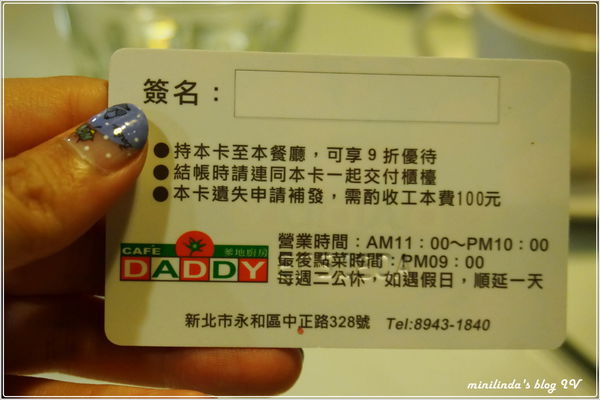 簽名：
●持本卡至本餐廳，可享9折優待
●結帳時請連同本卡一起交付櫃檯
●本卡遺失申請補發，需酌收工本費100元
CAFE 爹地廚房
DADDY
營業時間：AM11：00～PM10：00
最後點菜時間：PM09：00
每週二公休，如遇假日，順延一天
新北市永和區中正路328號 Tel:8943-1840
minilinda's blog IV